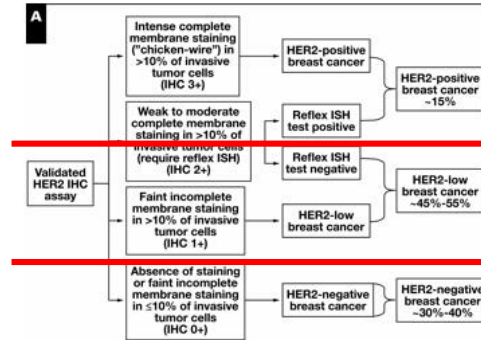 A
Intense complete
membrane staining
("chicken-wire") in
>10% of invasive
tumor cells
(IHC 3+)
HER2-positive
breast cancer
HER2-positive
breast cancer
~15%
Weak to moderate
complete membrane
staining in >10% of
invasive tumor
cells (require
reflex ISH)
(IHC 2+)
Reflex ISH
test positive
Reflex ISH
test negative
Validated
HER2 IHC
assay
HER2-low
breast cancer
~45%-55%
Faint incomplete
membrane staining
in >10% of invasive
tumor cells
(IHC 1+)
HER2-low
breast cancer
Absence of staining
or faint incomplete
membrane staining
in ≤10% of invasive
tumor cells
(IHC 0+)
HER2-negative
breast cancer
HER2-negative
breast cancer
~30%-40%